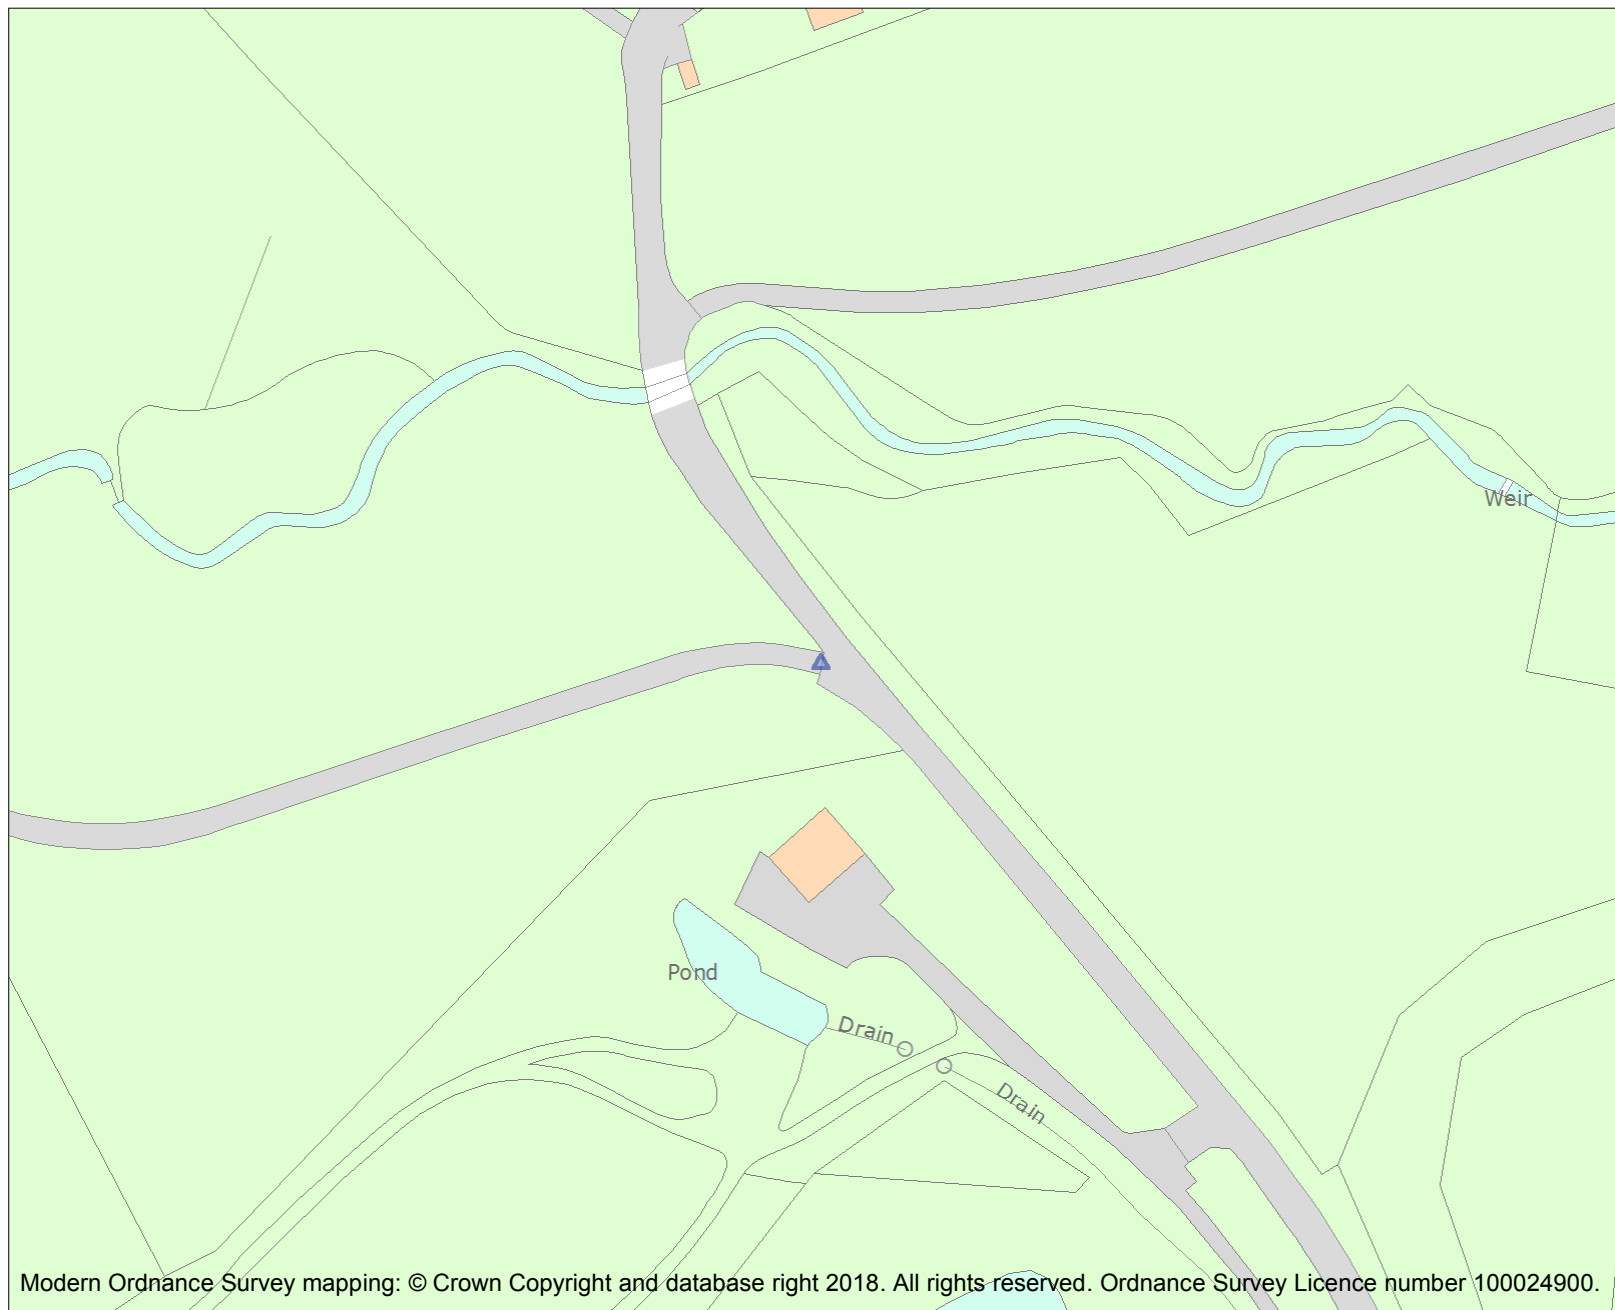 Weir
Pond
Drain
Drain
Modern Ordnance Survey mapping: © Crown Copyright and database right 2018. All rights reserved. Ordnance Survey Licence number 100024900.